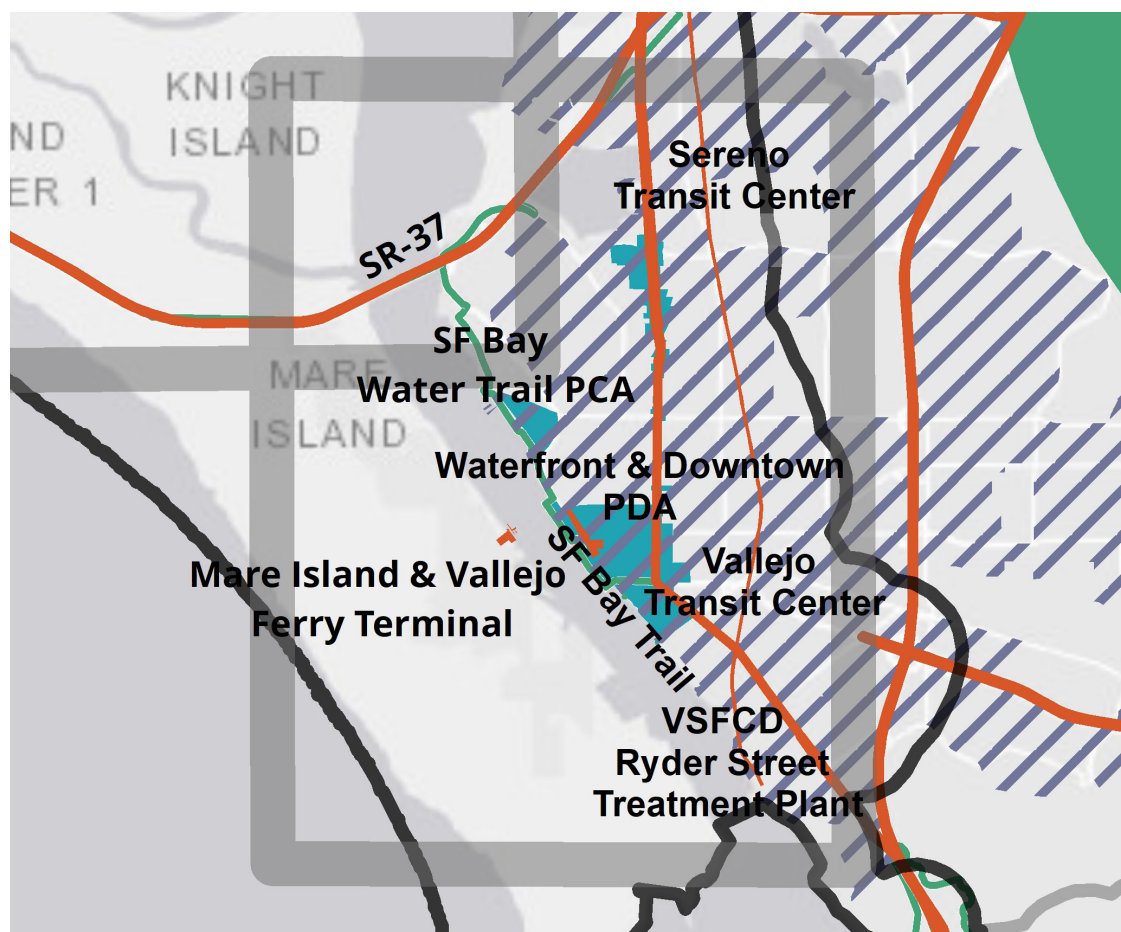 KNIGHT
ISLAND
ND
ER 1
Sereno
Transit Center
SR-37
SF Bay
Water Trail PCA
MARE
ISLAND
Waterfront & Downtown
PDA
SF Bay Trail
Vallejo
Transit Center
Mare Island & Vallejo
Ferry Terminal
VSFCD
Ryder Street
Treatment Plant